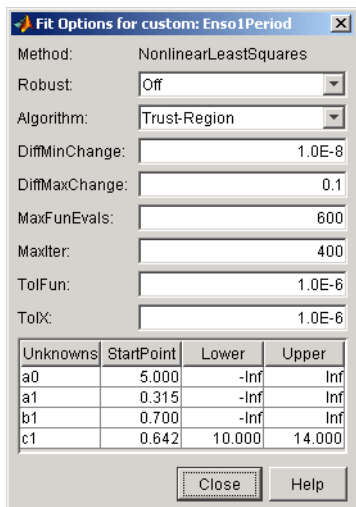 Fit Options for custom: Enso1Period
Method: NonlinearLeastSquares
Robust: Off
Algorithm: Trust-Region
DiffMinChange: 1.0E-8
DiffMaxChange: 0.1
MaxFunEvals: 600
MaxIter: 400
TolFun: 1.0E-6
TolX: 1.0E-6
Unknowns StartPoint Lower Upper
a0 5.000 -Inf Inf
a1 0.315 -Inf Inf
b1 0.700 -Inf Inf
c1 0.642 10.000 14.000
Close Help